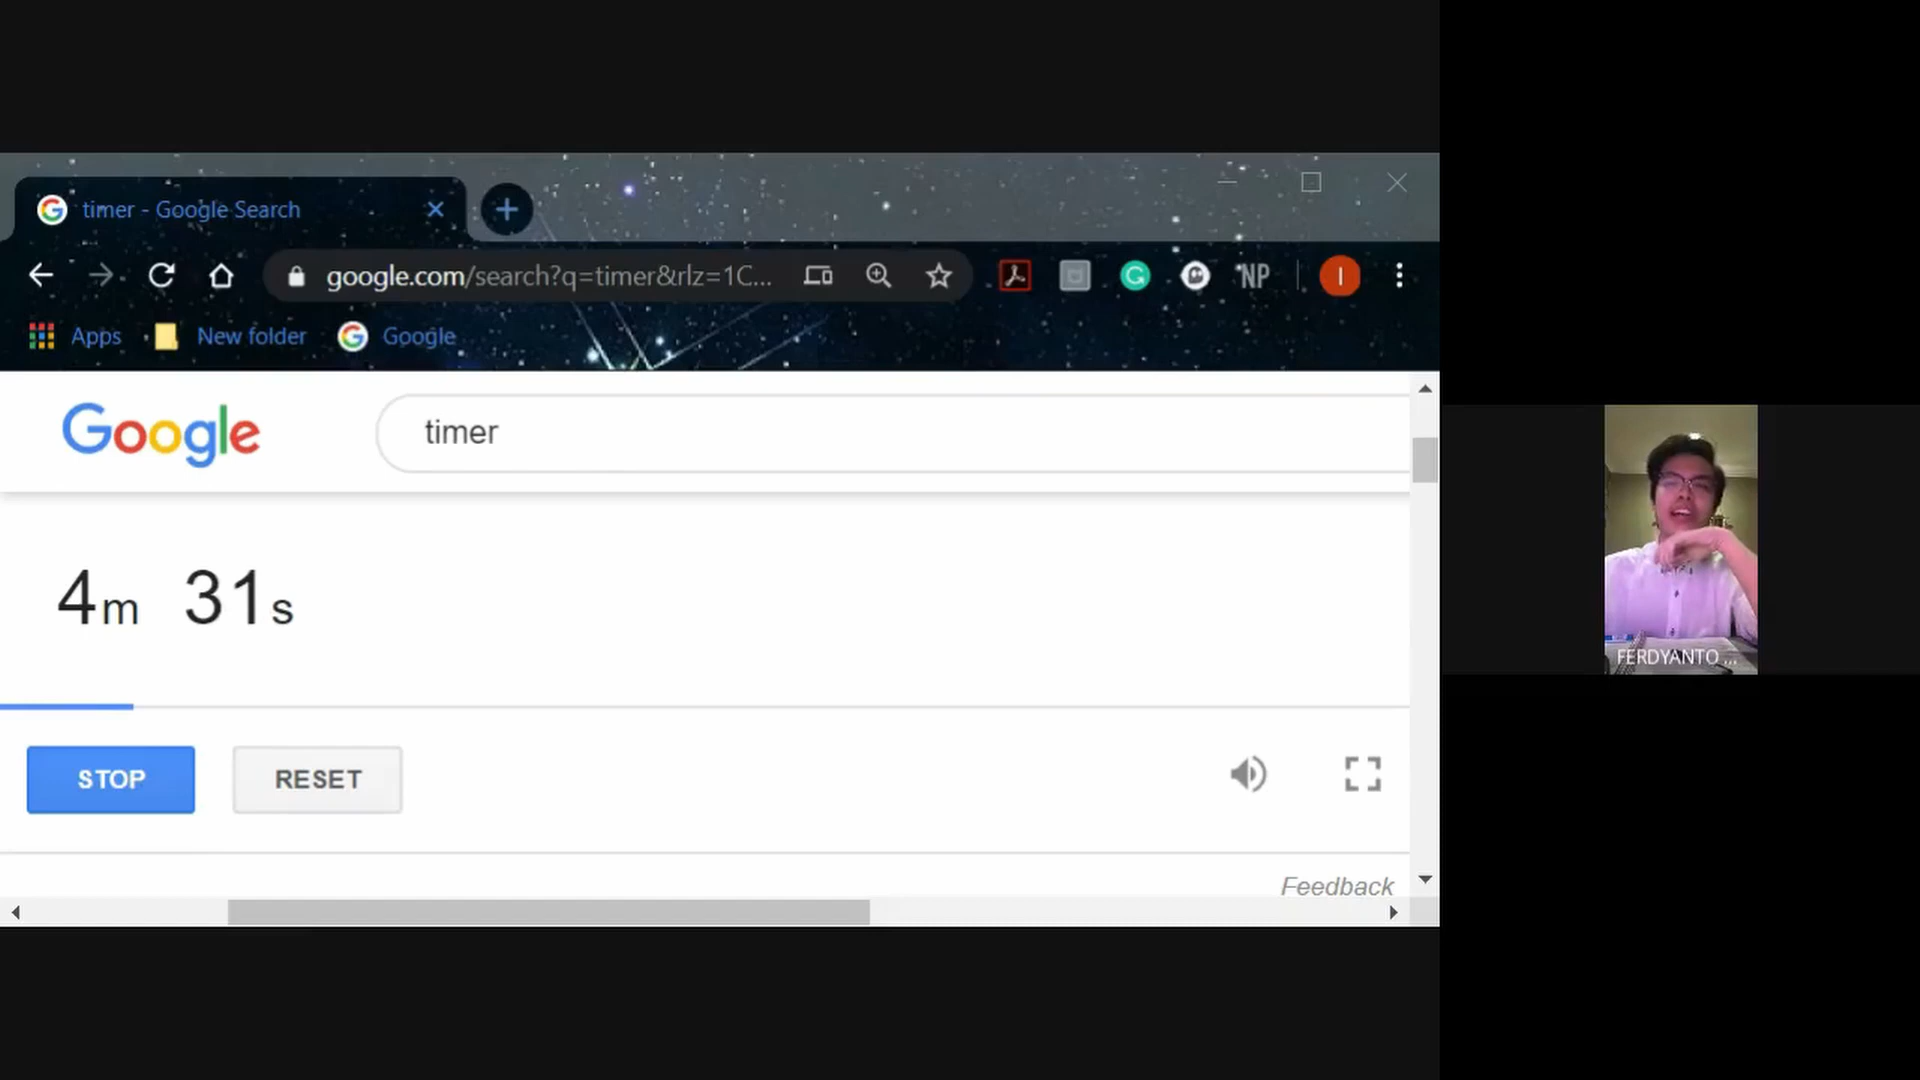 timer - Google Search
google.com/search?q=timer&rlz=1C...
NP
I
Apps
New folder
Google
Google
timer
4m 31s
STOP
RESET
Feedback
FERDYANTO ...